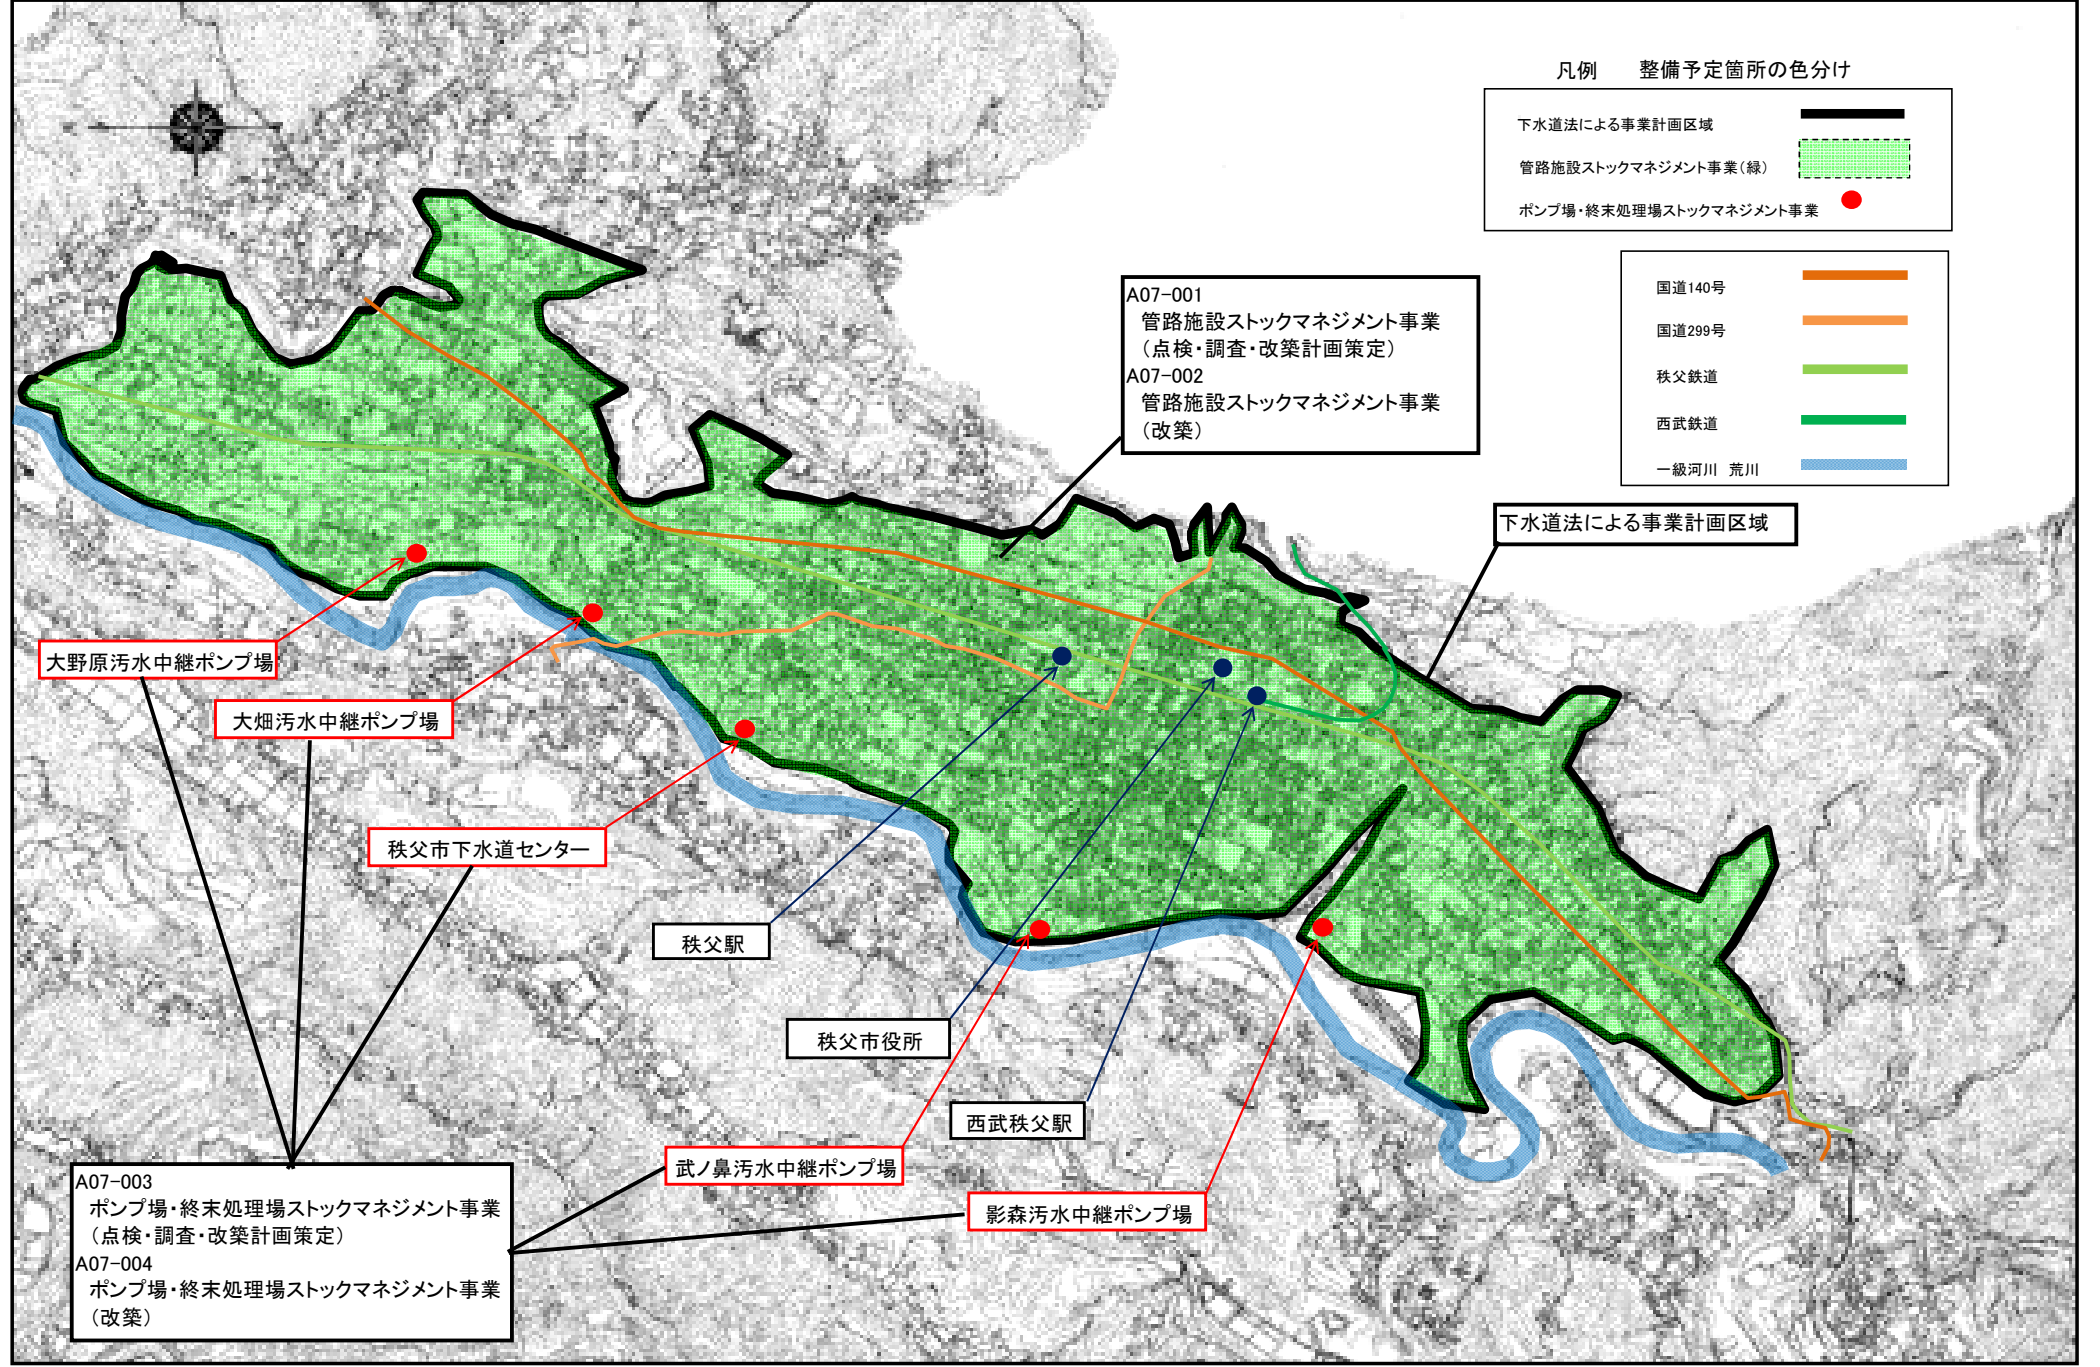 凡例　整備予定箇所の色分け
下水道法による事業計画区域
管路施設ストックマネジメント事業（緑）
ポンプ場・終末処理場ストックマネジメント事業
国道140号
国道299号
秩父鉄道
西武鉄道
一級河川　荒川
A07-001
管路施設ストックマネジメント事業
（点検・調査・改築計画策定）
A07-002
管路施設ストックマネジメント事業
（改築）
下水道法による事業計画区域
大野原汚水中継ポンプ場
大畑汚水中継ポンプ場
秩父市下水道センター
秩父駅
秩父市役所
西武秩父駅
武ノ鼻汚水中継ポンプ場
影森汚水中継ポンプ場
A07-003
ポンプ場・終末処理場ストックマネジメント事業
（点検・調査・改築計画策定）
A07-004
ポンプ場・終末処理場ストックマネジメント事業
（改築）